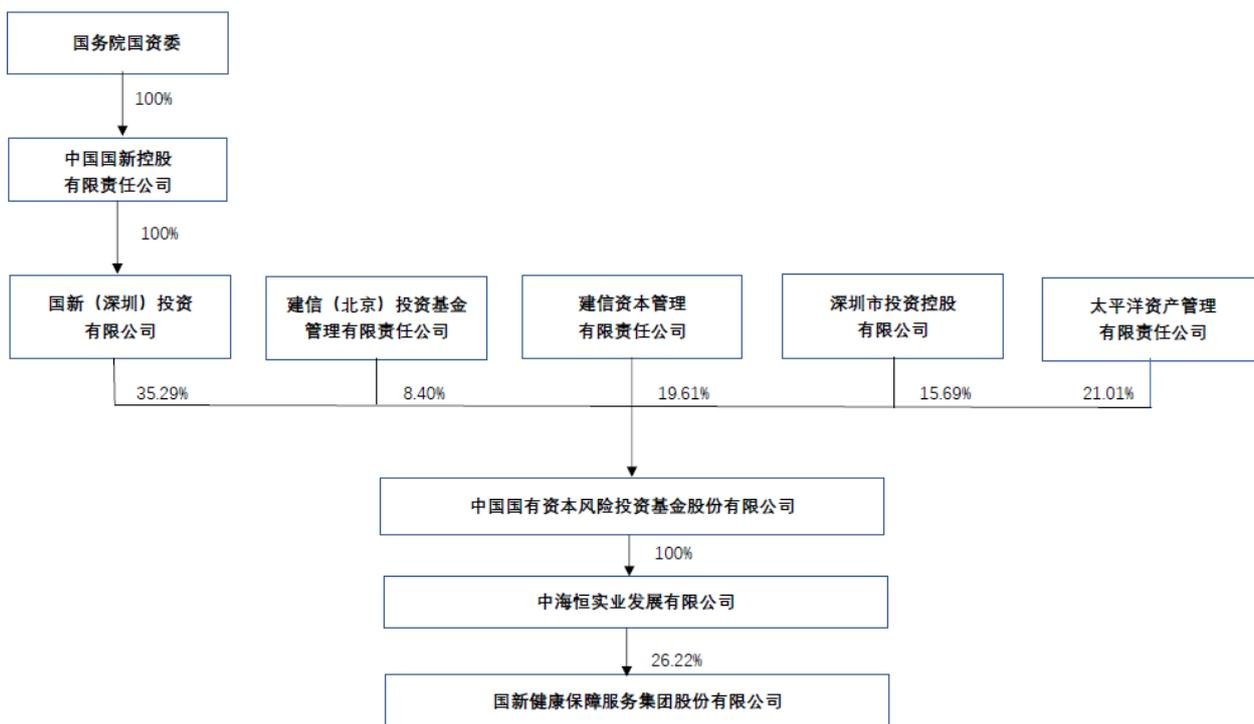 国务院国资委
100%
中国国新控股
有限责任公司
100%
国新（深圳）投资
有限公司
建信（北京）投资基金
管理有限责任公司
建信资本管理
有限责任公司
深圳市投资控股
有限公司
太平洋资产管理
有限责任公司
35.29%
8.40%
19.61%
15.69%
21.01%
中国国有资本风险投资基金股份有限公司
100%
中海恒实业发展有限公司
26.22%
国新健康保障服务集团股份有限公司